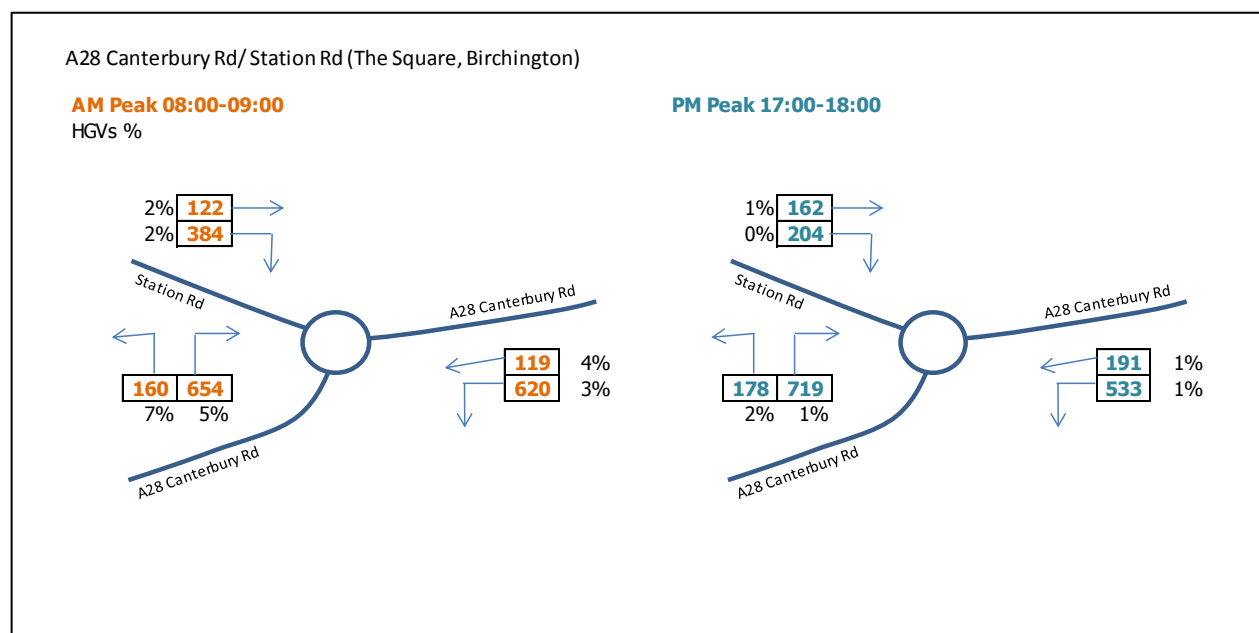 A28 Canterbury Rd/ Station Rd (The Square, Birchington)
AM Peak 08:00-09:00
PM Peak 17:00-18:00
HGVs %
2% 122
2% 384
Station Rd
A28 Canterbury Rd
119 4%
620 3%
160 654
7% 5%
A28 Canterbury Rd
1% 162
0% 204
Station Rd
A28 Canterbury Rd
191 1%
533 1%
178 719
2% 1%
A28 Canterbury Rd